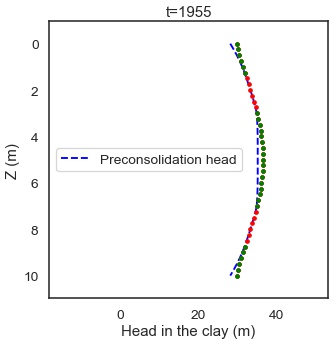 t=1955
0
2
4
6
8
10
Z (m)
Preconsolidation head
0
20
40
Head in the clay (m)